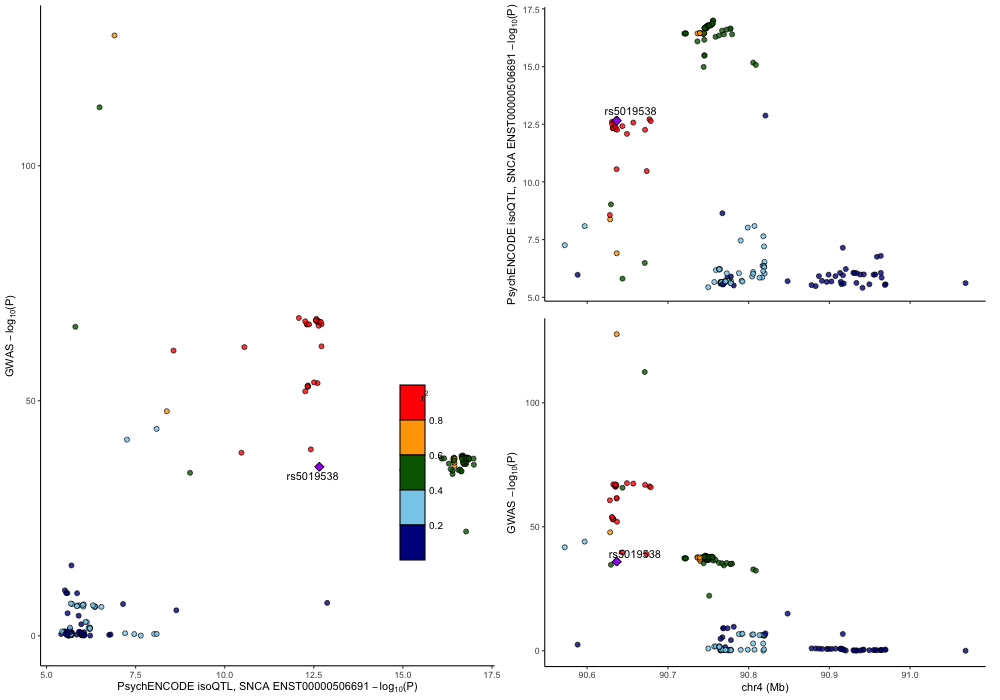 100
50
0
GWAS −log10(P)
5.0 7.5 10.0 12.5 15.0 17.5
PsychENCODE isoQTL, SNCA ENST00000506691 −log10(P)
rs5019538
r2
0.8
0.6
0.4
0.2
17.5
15.0
12.5
10.0
7.5
5.0
PsychENCODE isoQTL, SNCA ENST00000506691 −log10(P)
rs5019538
100
50
0
GWAS −log10(P)
rs5019538
90.6 90.7 90.8 90.9 91.0
chr4 (Mb)